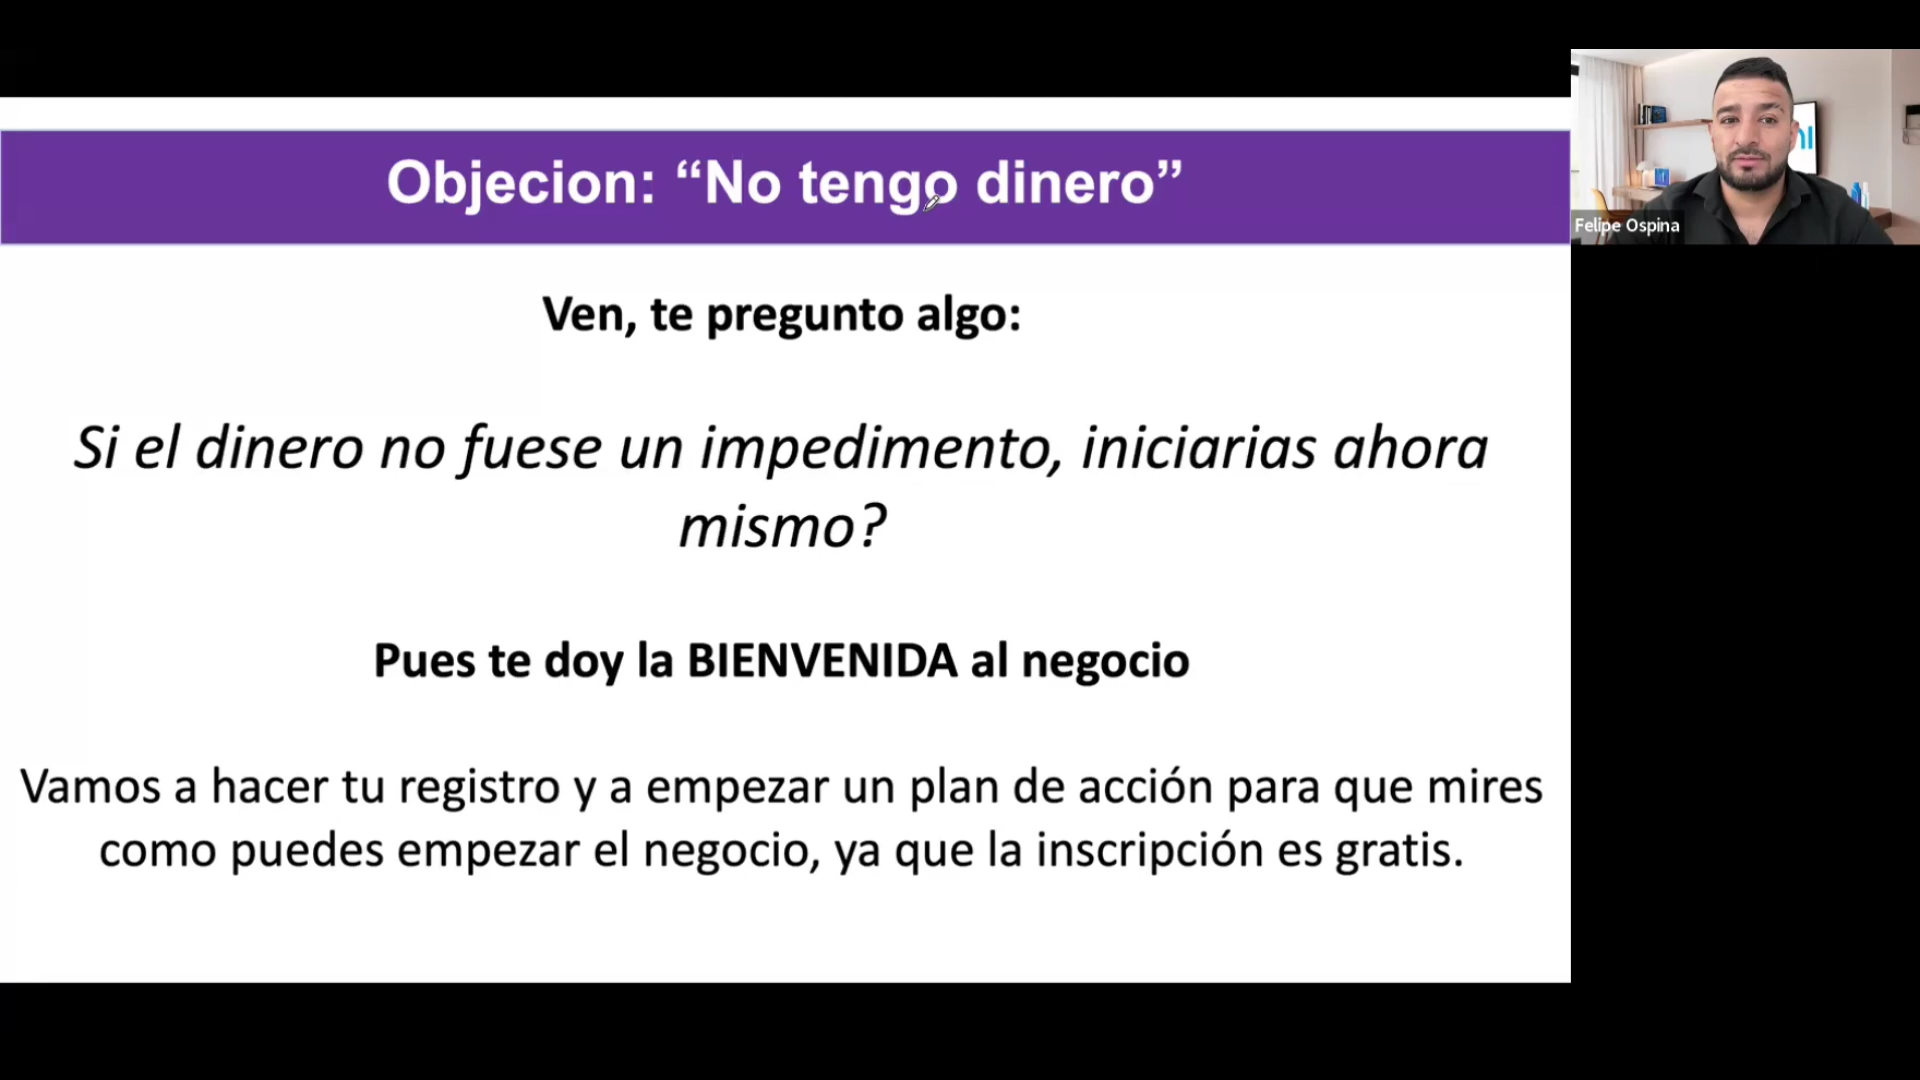 Objecion: “No tengo dinero”
Felipe Ospina
Ven, te pregunto algo:
Si el dinero no fuese un impedimento, iniciarias ahora
mismo?
Pues te doy la BIENVENIDA al negocio
Vamos a hacer tu registro y a empezar un plan de acción para que mires
como puedes empezar el negocio, ya que la inscripción es gratis.